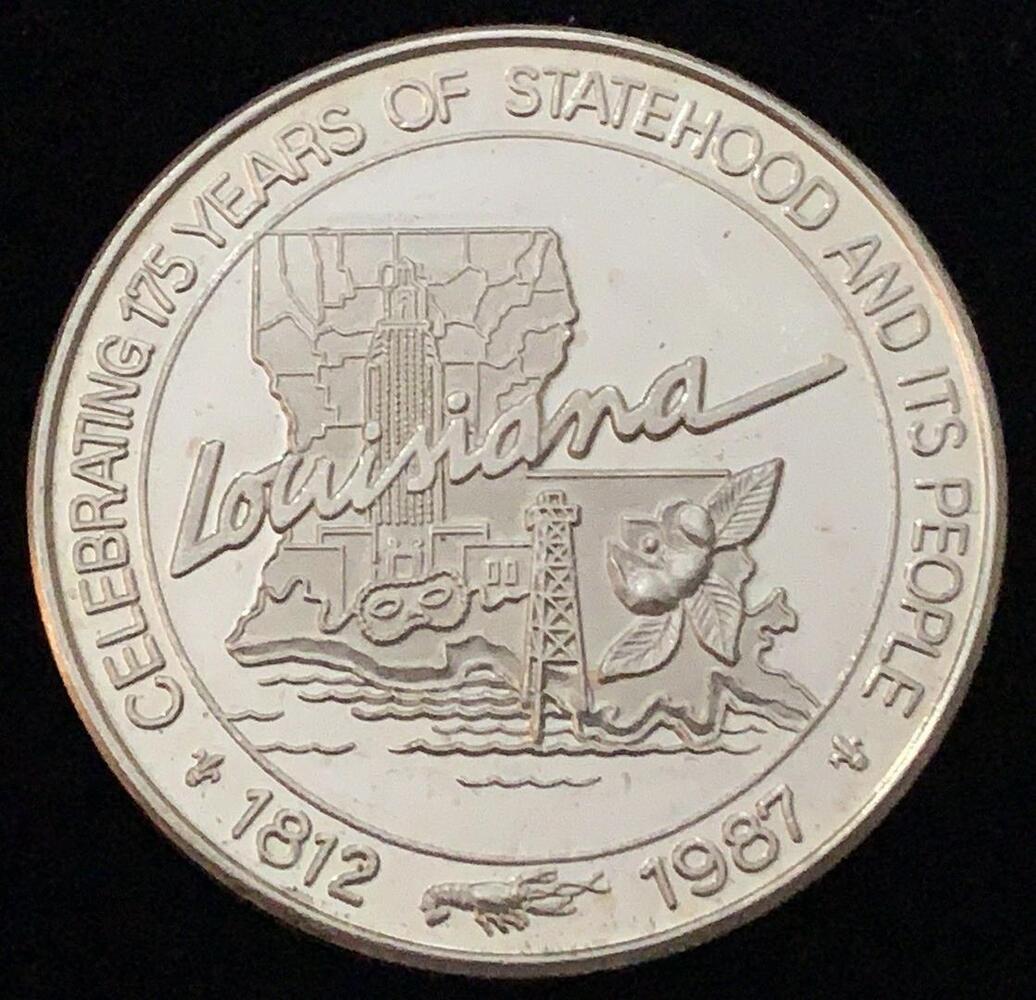 CELEBRATING 175 YEARS OF STATEHOOD AND ITS PEOPLE
Louisiana
1812 1987